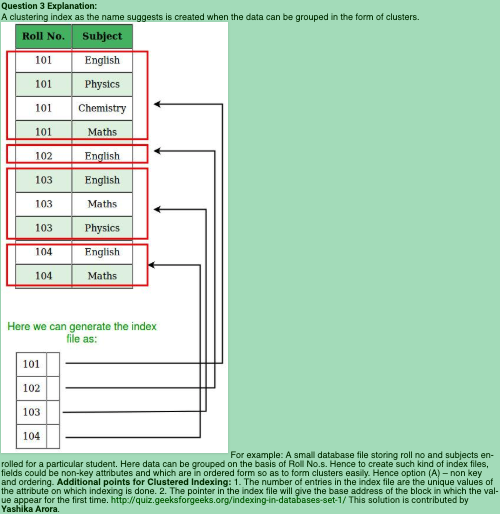 Question 3 Explanation:
A clustering index as the name suggests is created when the data can be grouped in the form of clusters.
Roll No. Subject
101 English
101 Physics
101 Chemistry
101 Maths
102 English
103 English
103 Maths
103 Physics
104 English
104 Maths
Here we can generate the index
file as:
101
102
103
104
For example: A small database file storing roll no and subjects en-
rolled for a particular student. Here data can be grouped on the basis of Roll No.s. Hence to create such kind of index files,
fields could be non-key attributes and which are in ordered form so as to form clusters easily. Hence option (A) – non key
and ordering. Additional points for Clustered Indexing: 1. The number of entries in the index file are the unique values of
the attribute on which indexing is done. 2. The pointer in the index file will give the base address of the block in which the val-
ue appear for the first time. http://quiz.geeksforgeeks.org/indexing-in-databases-set-1/ This solution is contributed by
Yashika Arora.